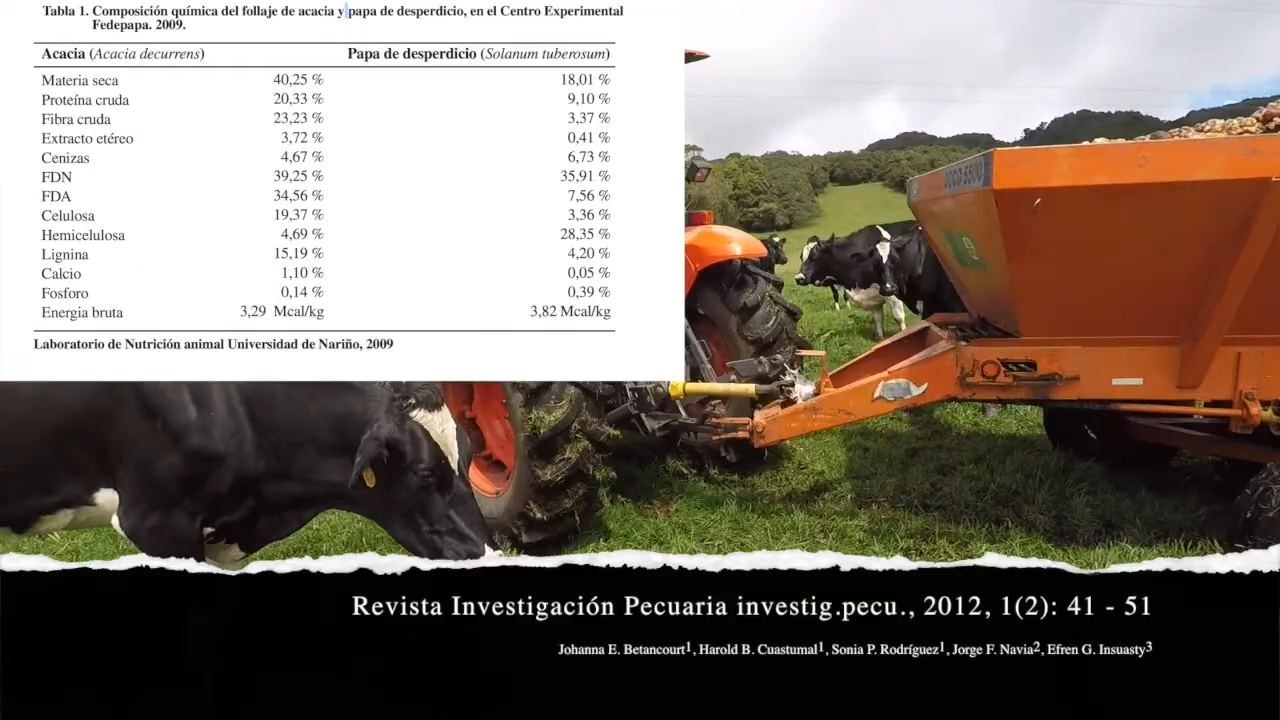 Tabla 1. Composición química del follaje de acacia y papa de desperdicio, en el Centro Experimental
Fedepapa. 2009.
Acacia (Acacia decurrens) Papa de desperdicio (Solanum tuberosum)
Materia seca 40,25 % 18,01 %
Proteína cruda 20,33 % 9,10 %
Fibra cruda 23,23 % 3,37 %
Extracto etéreo 3,72 % 0,41 %
Cenizas 4,67 % 6,73 %
FDN 39,25 % 35,91 %
FDA 34,56 % 7,56 %
Celulosa 19,37 % 3,36 %
Hemicelulosa 4,69 % 28,35 %
Lignina 15,19 % 4,20 %
Calcio 1,10 % 0,05 %
Fosforo 0,14 % 0,39 %
Energia bruta 3,29 Mcal/kg 3,82 Mcal/kg
Laboratorio de Nutrición animal Universidad de Nariño, 2009
Revista Investigación Pecuaria investig.pecu., 2012, 1(2): 41 - 51
Johanna E. Betancourt1, Harold B. Cuastumal1, Sonia P. Rodríguez1, Jorge F. Navia2, Efren G. Insuasty3